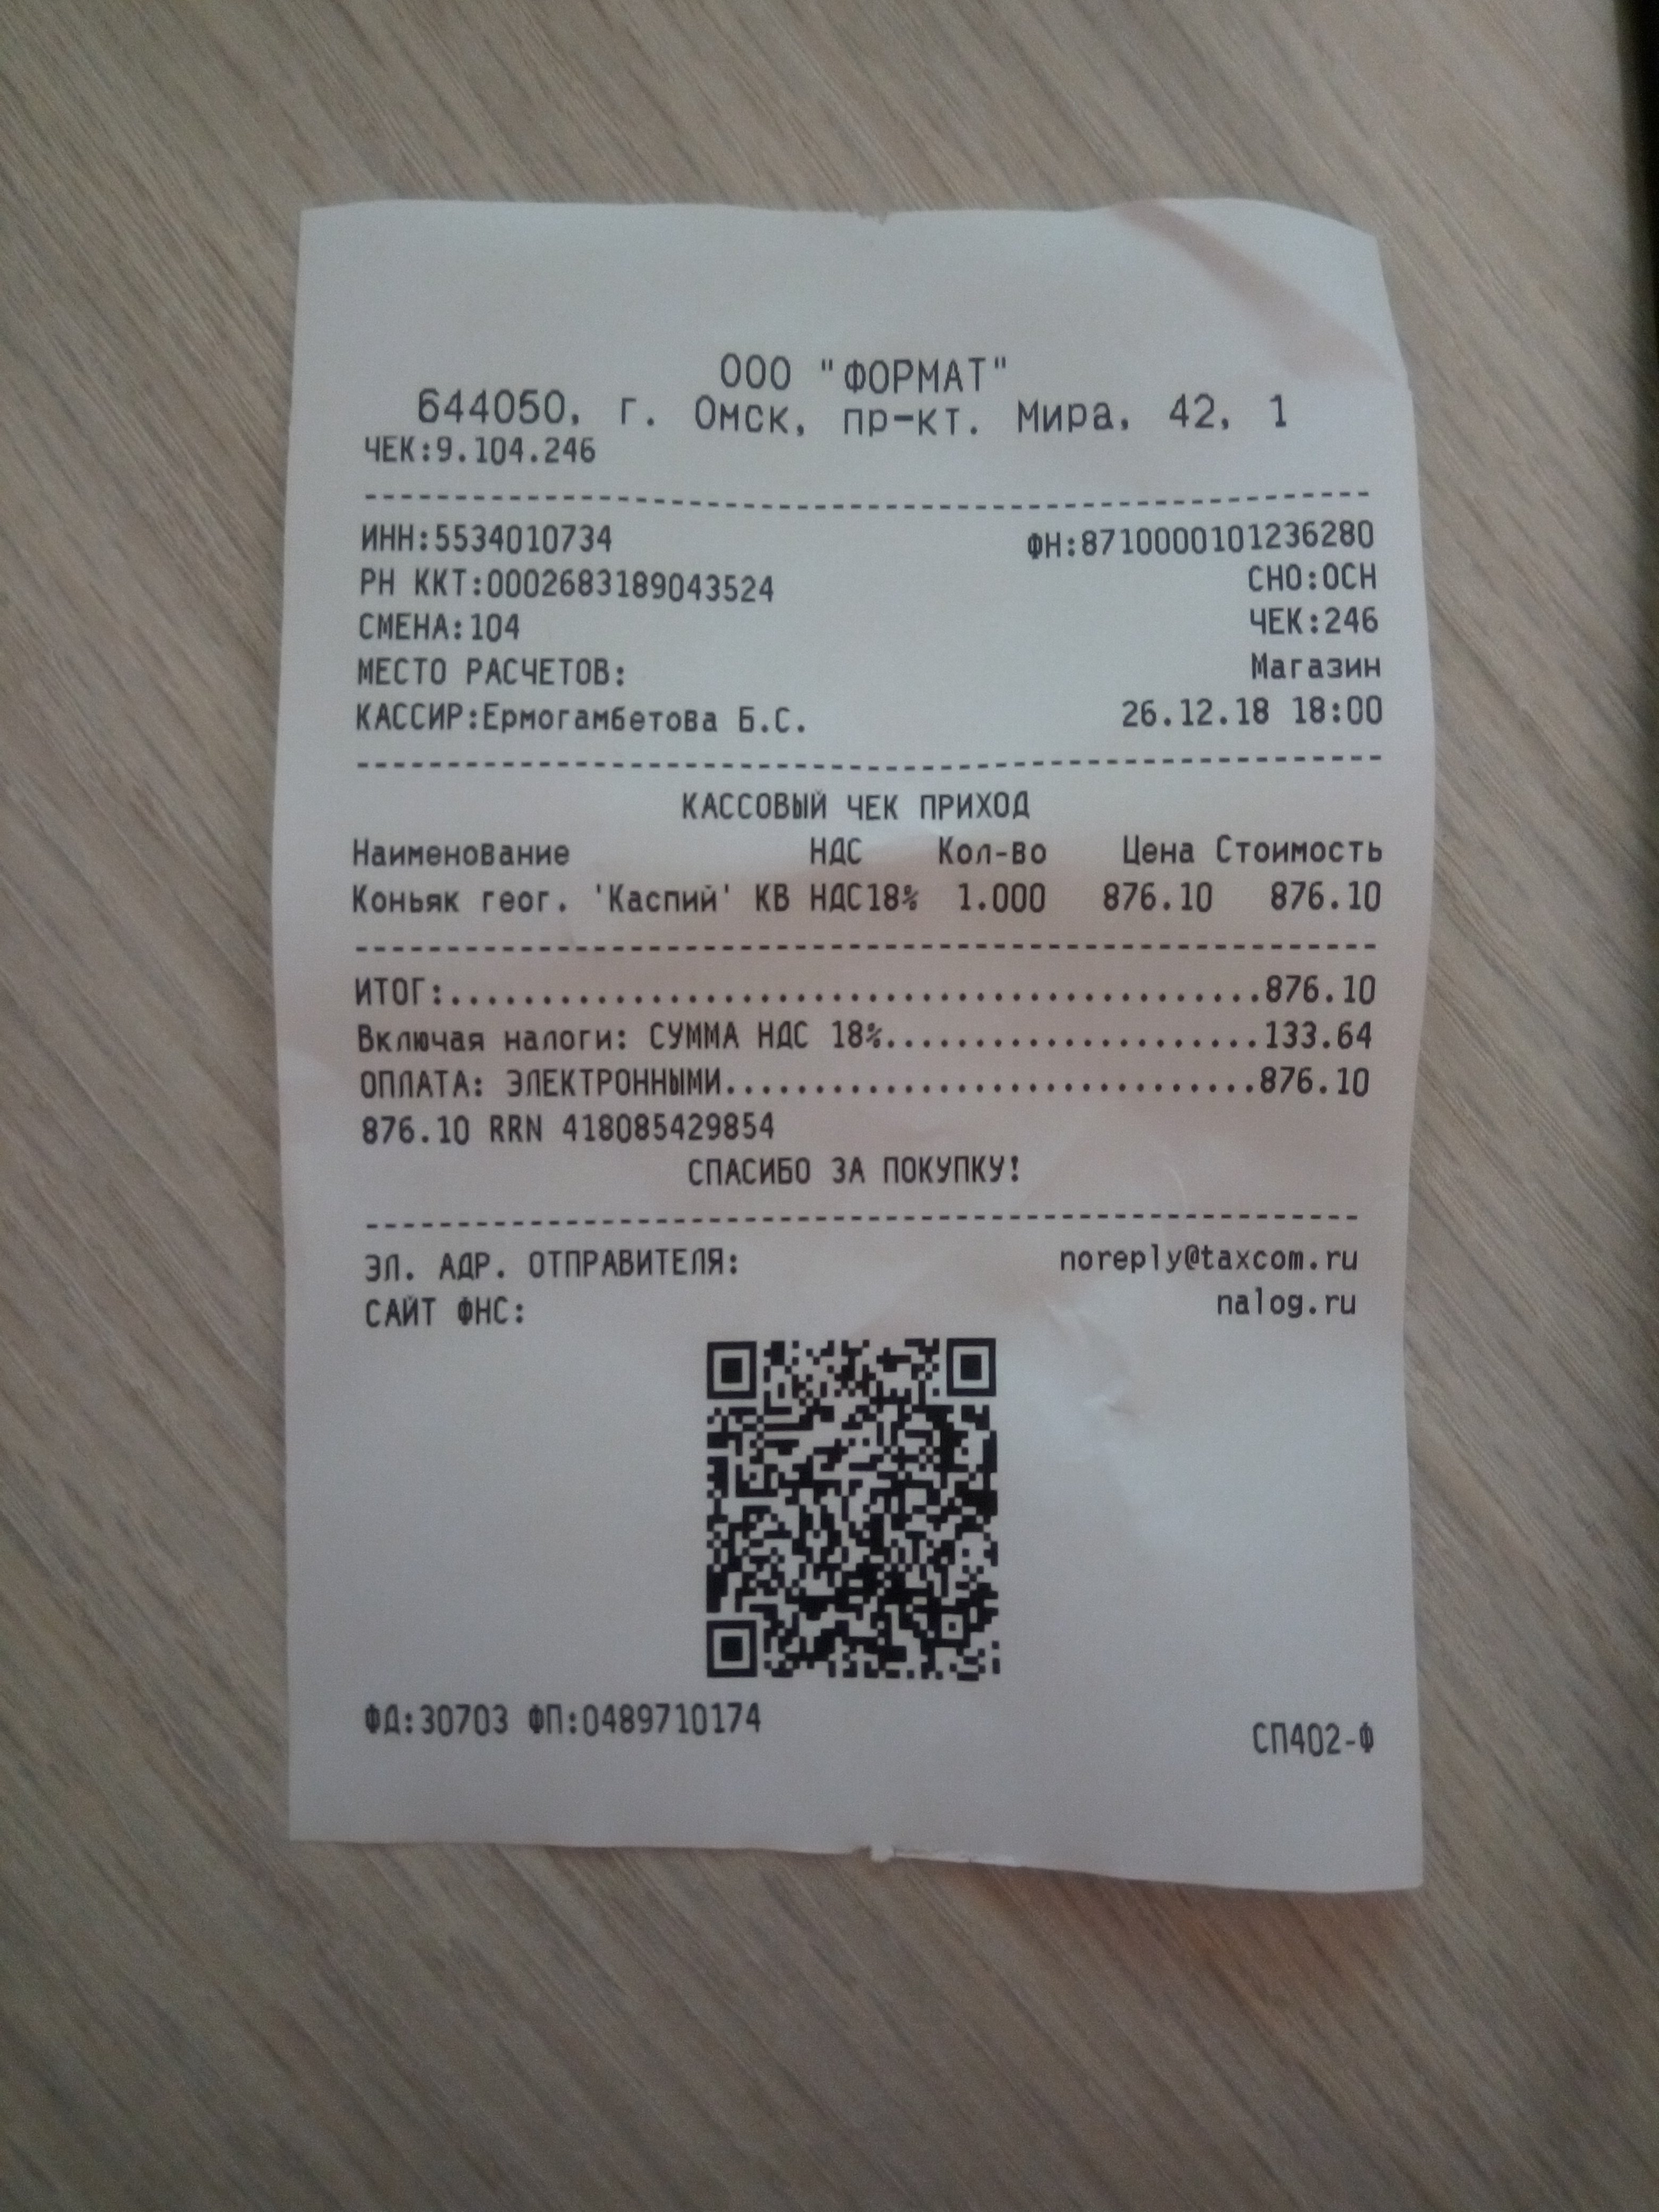 ООО "ФОРМАТ"
644050, г. Омск, пр-кт. Мира, 42, 1
ЧЕК:9.104.246
ИНН:5534010734 ФН:8710000101236280
РН ККТ:0002683189043524 СНО:ОСН
СМЕНА:104 ЧЕК:246
МЕСТО РАСЧЕТОВ: Магазин
КАССИР:Ермогамбетова Б.С. 26.12.18 18:00
КАССОВЫЙ ЧЕК ПРИХОД
Наименование НДС Кол-во Цена Стоимость
Коньяк геог. 'Каспий' КВ НДС18% 1.000 876.10 876.10
ИТОГ:.............................................876.10
Включая налоги: СУММА НДС 18%.....................133.64
ОПЛАТА: ЭЛЕКТРОННЫМИ..............................876.10
876.10 RRN 418085429854
СПАСИБО ЗА ПОКУПКУ!
ЭЛ. АДР. ОТПРАВИТЕЛЯ: noreply@taxcom.ru
САЙТ ФНС: nalog.ru
ФД:30703 ФП:0489710174
СП402-Ф